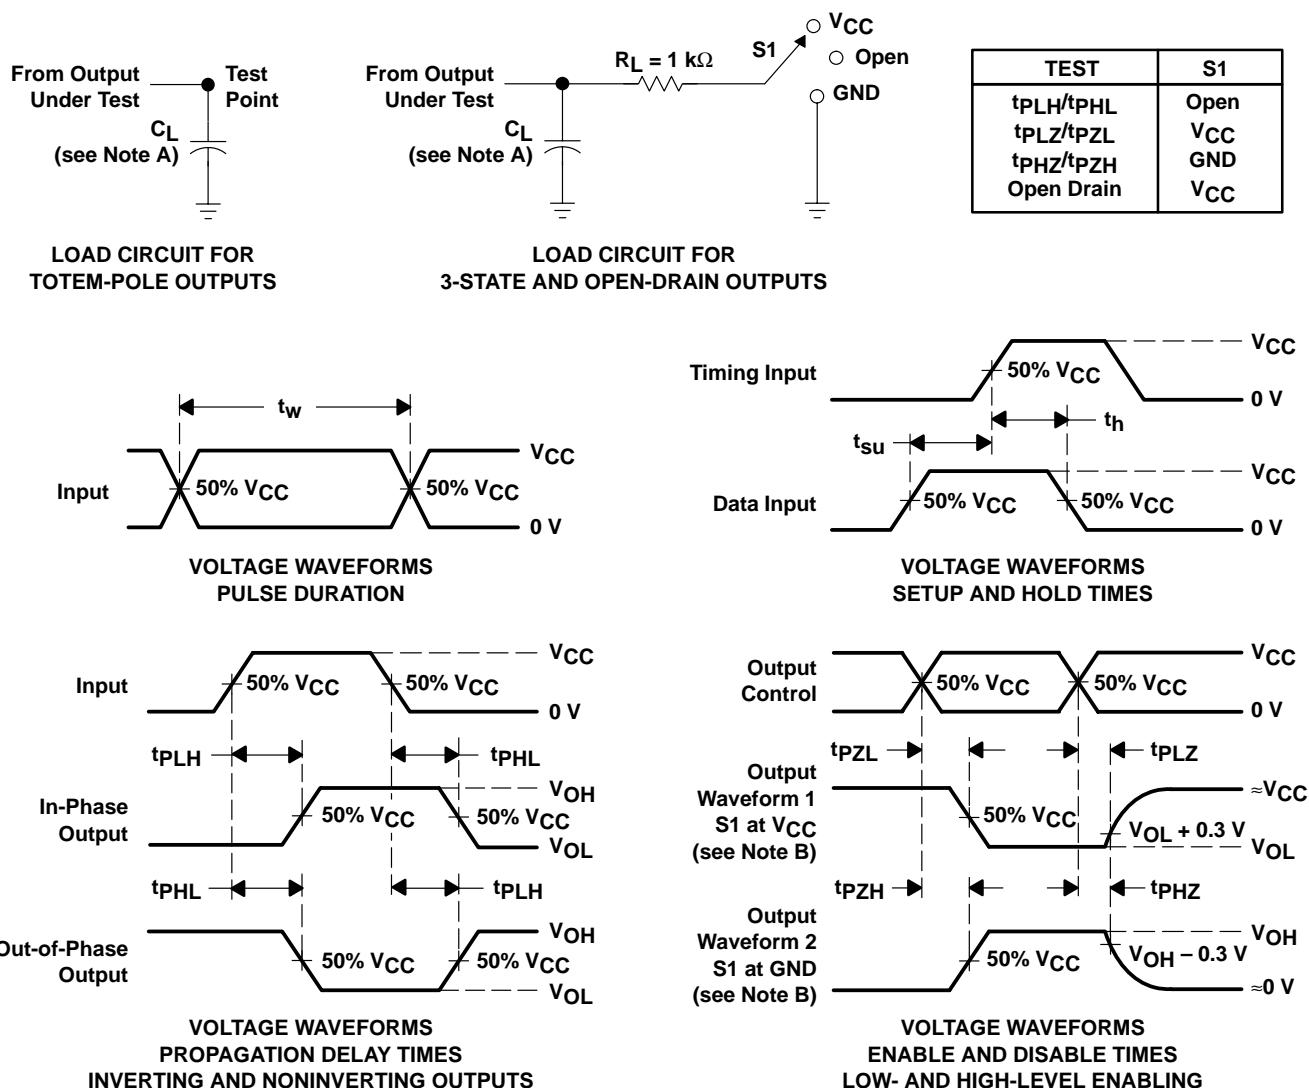 From Output
Under Test
Test
Point
CL
(see Note A)
LOAD CIRCUIT FOR
TOTEM-POLE OUTPUTS
From Output
Under Test
RL = 1 kΩ
S1
VCC
Open
GND
CL
(see Note A)
LOAD CIRCUIT FOR
3-STATE AND OPEN-DRAIN OUTPUTS
TEST S1
tPLH/tPHL Open
tPLZ/tPZL VCC
tPHZ/tPZH GND
Open Drain VCC
tw
Input
50% VCC
50% VCC
VCC
0 V
VOLTAGE WAVEFORMS
PULSE DURATION
Timing Input
50% VCC
VCC
0 V
tsu
th
Data Input
50% VCC
50% VCC
VCC
0 V
VOLTAGE WAVEFORMS
SETUP AND HOLD TIMES
Input
50% VCC
50% VCC
VCC
0 V
tPLH
tPHL
In-Phase
Output
50% VCC
50% VCC
VOH
VOL
tPHL
tPLH
Out-of-Phase
Output
50% VCC
50% VCC
VOH
VOL
VOLTAGE WAVEFORMS
PROPAGATION DELAY TIMES
INVERTING AND NONINVERTING OUTPUTS
Output
Control
50% VCC
50% VCC
VCC
0 V
tPZL
tPLZ
Output
Waveform 1
S1 at VCC
(see Note B)
50% VCC
VOL + 0.3 V
≈VCC
VOL
tPZH
tPHZ
Output
Waveform 2
S1 at GND
(see Note B)
50% VCC
VOH − 0.3 V
VOH
≈0 V
VOLTAGE WAVEFORMS
ENABLE AND DISABLE TIMES
LOW- AND HIGH-LEVEL ENABLING